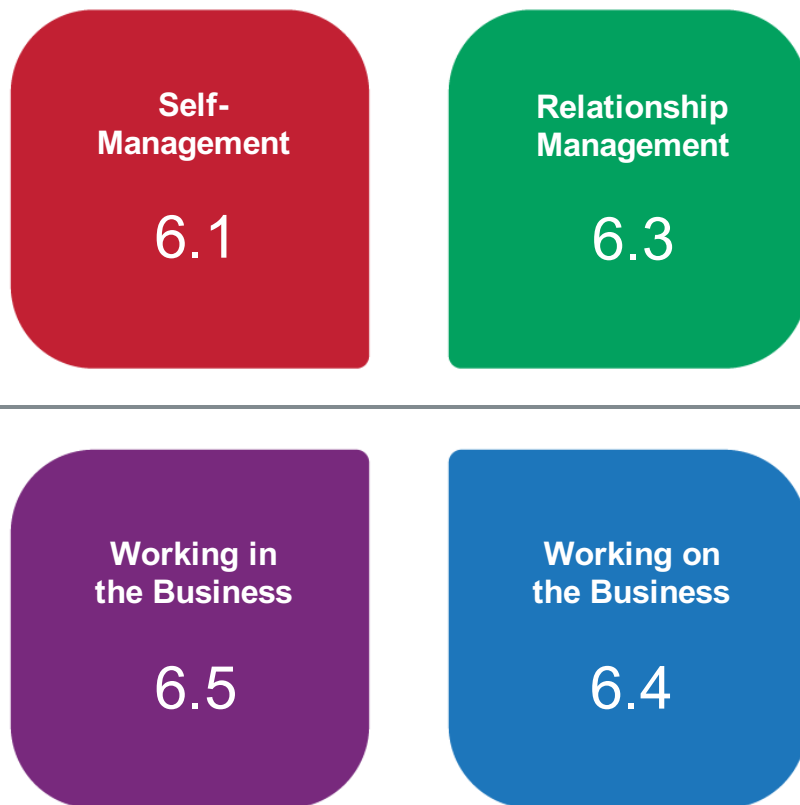 Self-
Management
6.1
Relationship
Management
6.3
Working in
the Business
6.5
Working on
the Business
6.4